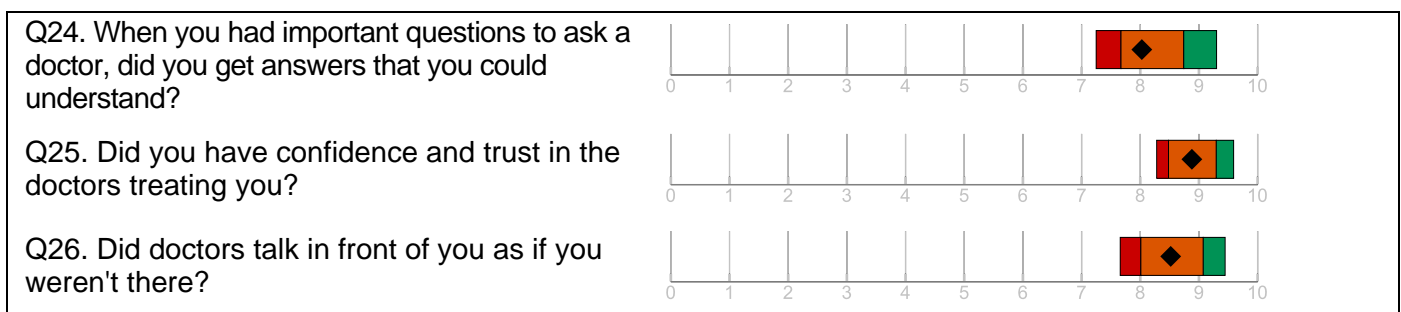 Q24. When you had important questions to ask a
doctor, did you get answers that you could
understand?
0 1 2 3 4 5 6 7 8 9 10
Q25. Did you have confidence and trust in the
doctors treating you?
0 1 2 3 4 5 6 7 8 9 10
Q26. Did doctors talk in front of you as if you
weren't there?
0 1 2 3 4 5 6 7 8 9 10